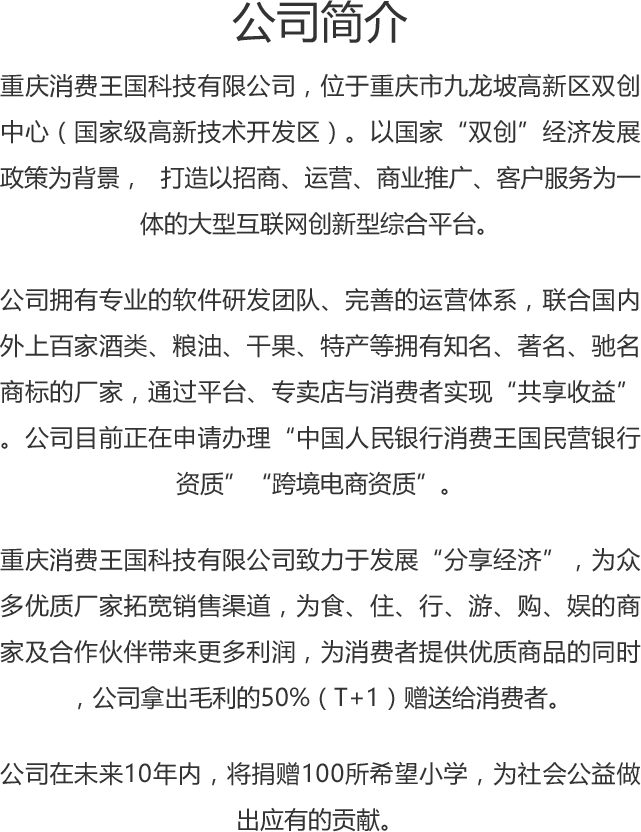 公司简介
重庆消费王国科技有限公司，位于重庆市九龙坡高新区双创
中心（国家级高新技术开发区）。以国家“双创”经济发展
政策为背景， 打造以招商、运营、商业推广、客户服务为一
体的大型互联网创新型综合平台。
公司拥有专业的软件研发团队、完善的运营体系，联合国内
外上百家酒类、粮油、干果、特产等拥有知名、著名、驰名
商标的厂家，通过平台、专卖店与消费者实现“共享收益”
。公司目前正在申请办理“中国人民银行消费王国民营银行
资质”“跨境电商资质”。
重庆消费王国科技有限公司致力于发展“分享经济”，为众
多优质厂家拓宽销售渠道，为食、住、行、游、购、娱的商
家及合作伙伴带来更多利润，为消费者提供优质商品的同时
，公司拿出毛利的50%（T+1）赠送给消费者。
公司在未来10年内，将捐赠100所希望小学，为社会公益做
出应有的贡献。